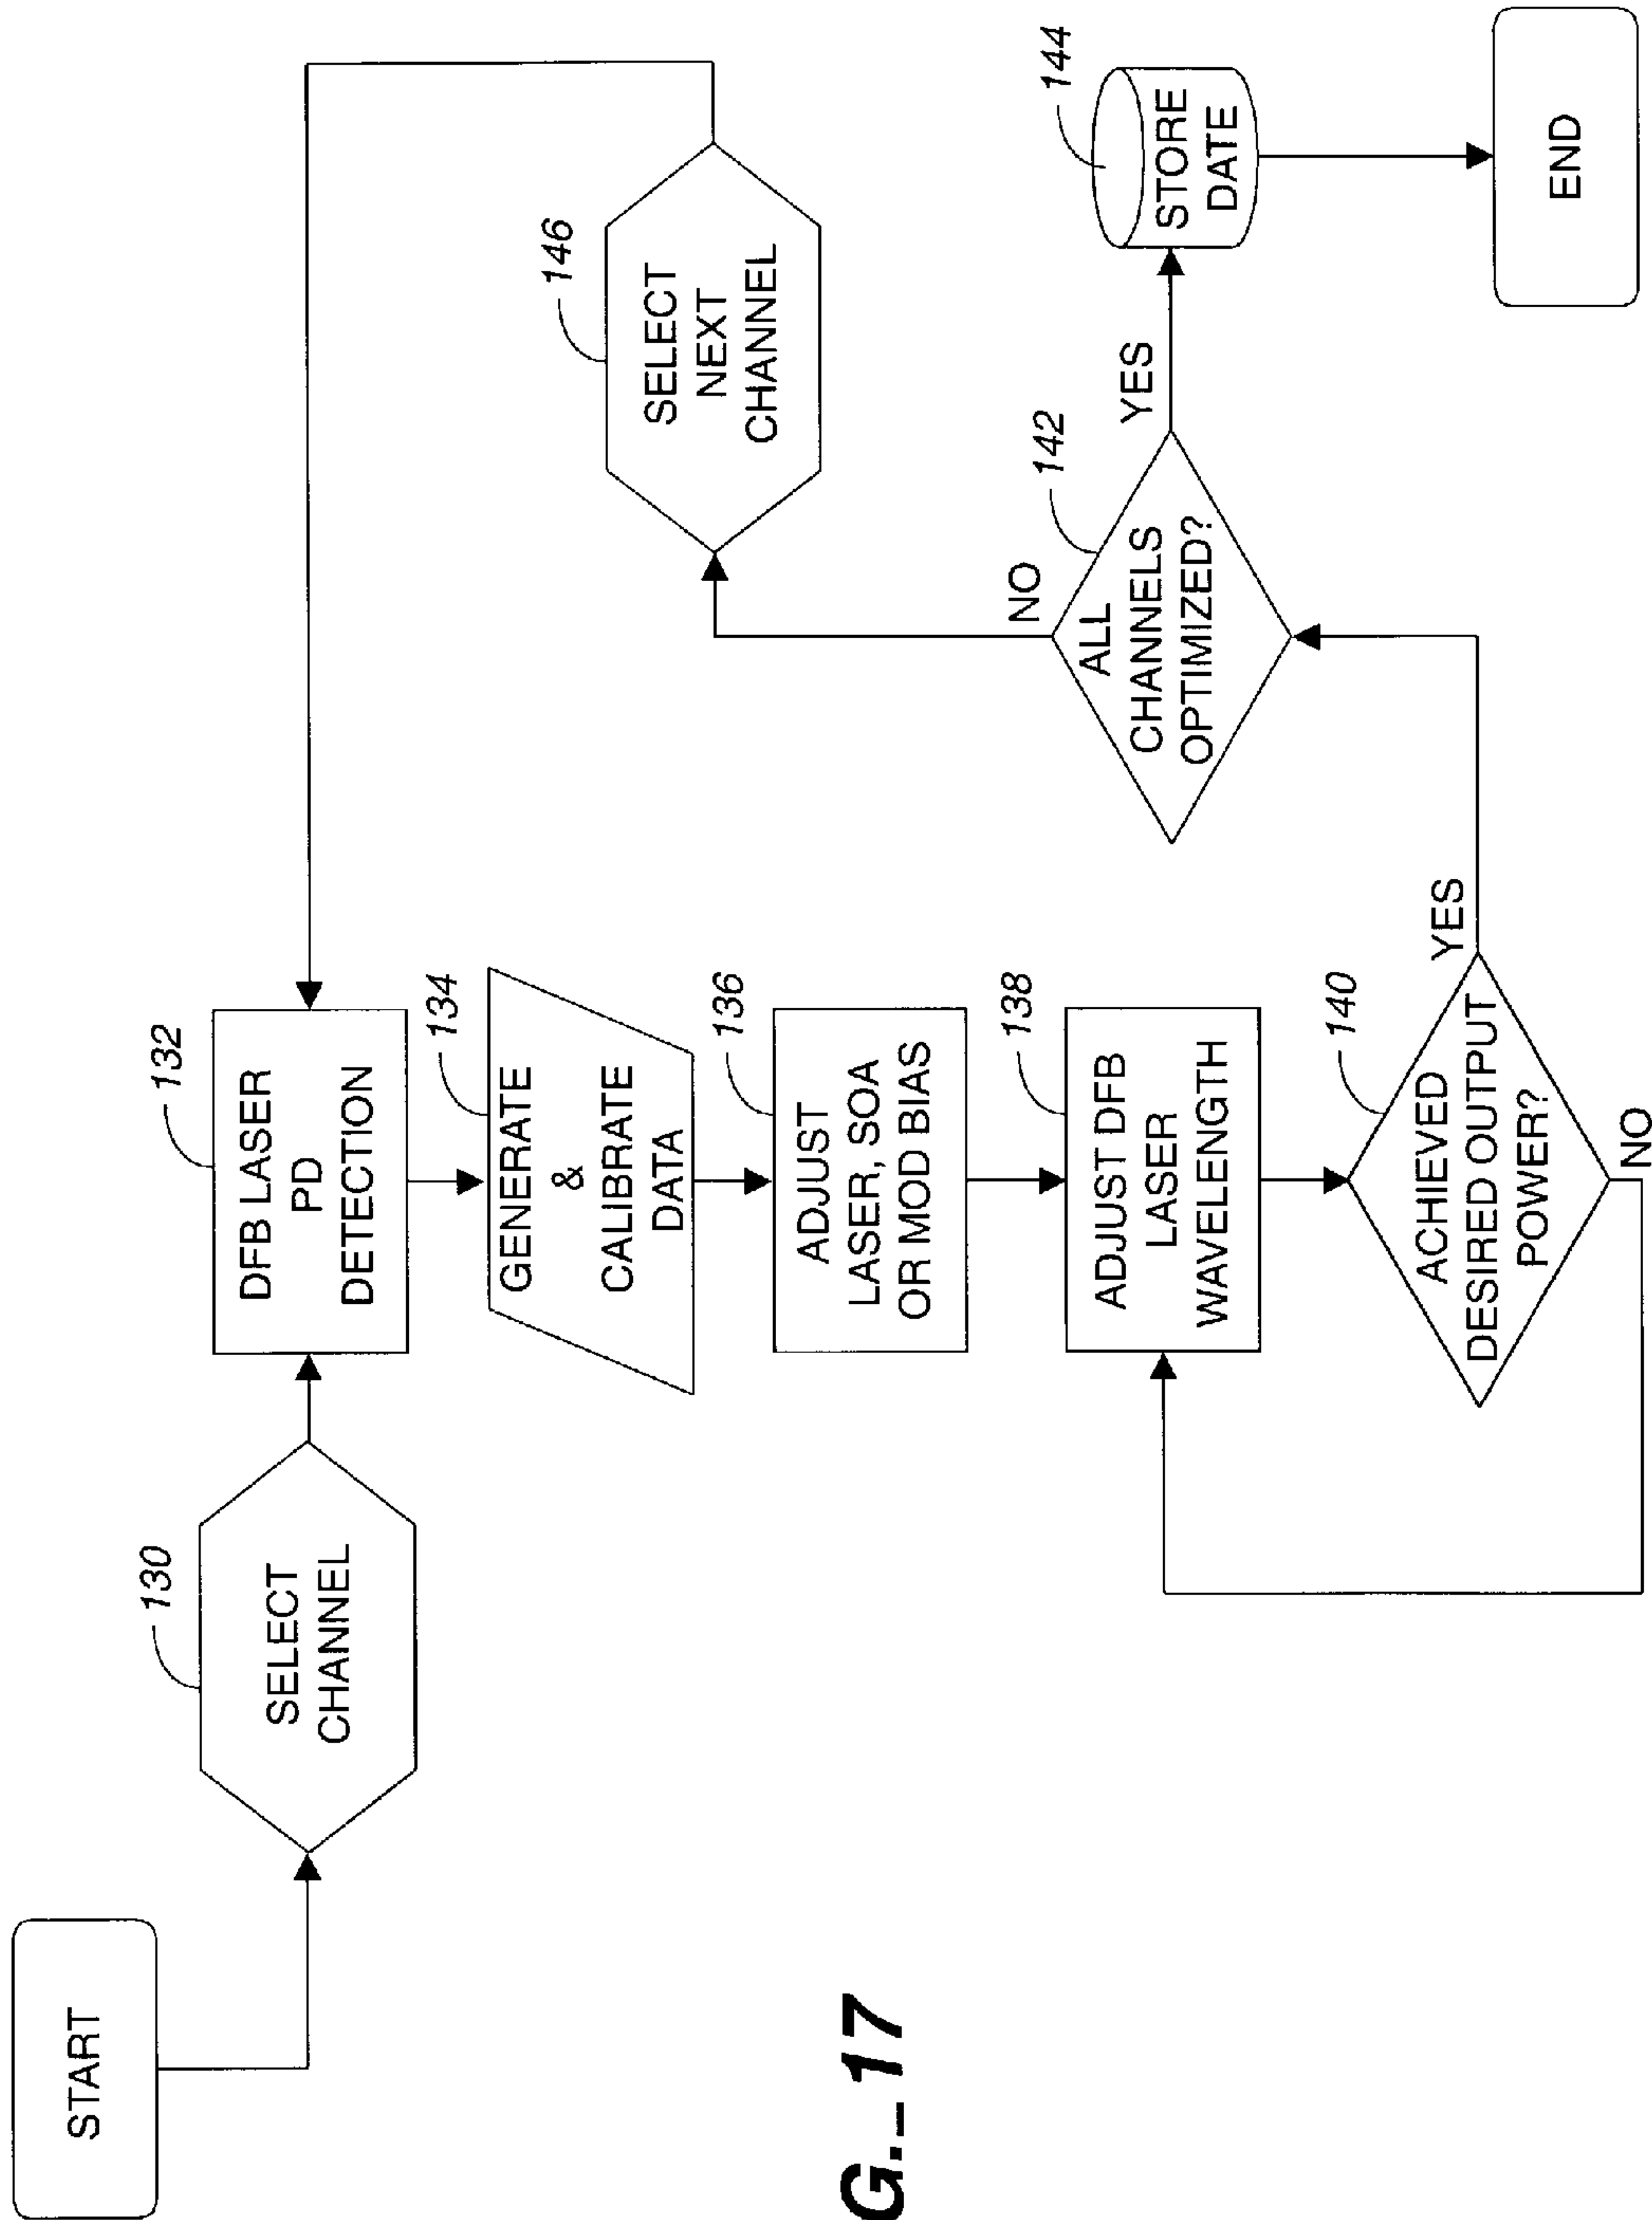 START
130
SELECT
CHANNEL
132
DFB LASER
PD
DETECTION
134
GENERATE
&
CALIBRATE
DATA
136
ADJUST
LASER, SOA
OR MOD BIAS
138
ADJUST DFB
LASER
WAVELENGTH
140
ACHIEVED
DESIRED OUTPUT
POWER?
NO
YES
142
ALL
CHANNELS
OPTIMIZED?
NO
YES
146
SELECT
NEXT
CHANNEL
144
STORE
DATE
END
G._17